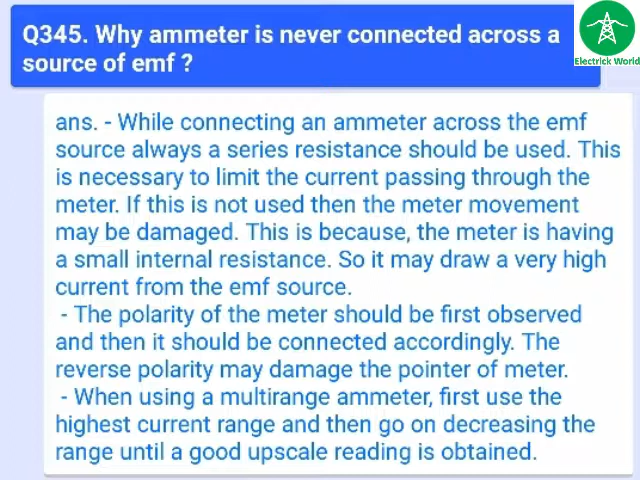 Q345. Why ammeter is never connected across a
source of emf ?
Electrick World
ans. - While connecting an ammeter across the emf
source always a series resistance should be used. This
is necessary to limit the current passing through the
meter. If this is not used then the meter movement
may be damaged. This is because, the meter is having
a small internal resistance. So it may draw a very high
current from the emf source.
- The polarity of the meter should be first observed
and then it should be connected accordingly. The
reverse polarity may damage the pointer of meter.
- When using a multirange ammeter, first use the
highest current range and then go on decreasing the
range until a good upscale reading is obtained.